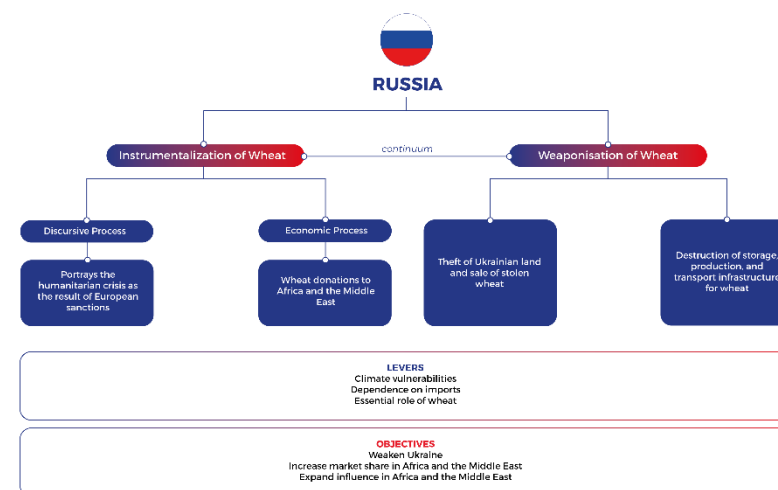 RUSSIA
Instrumentalization of Wheat
continuum
Weaponisation of Wheat
Discursive Process
Economic Process
Portrays the
humanitarian crisis as
the result of European
sanctions
Wheat donations to
Africa and the Middle
East
Theft of Ukrainian land
and sale of stolen
wheat
Destruction of storage,
production, and
transport infrastructure
for wheat
LEVERS
Climate vulnerabilities
Dependence on imports
Essential role of wheat
OBJECTIVES
Weaken Ukraine
Increase market share in Africa and the Middle East
Expand influence in Africa and the Middle East